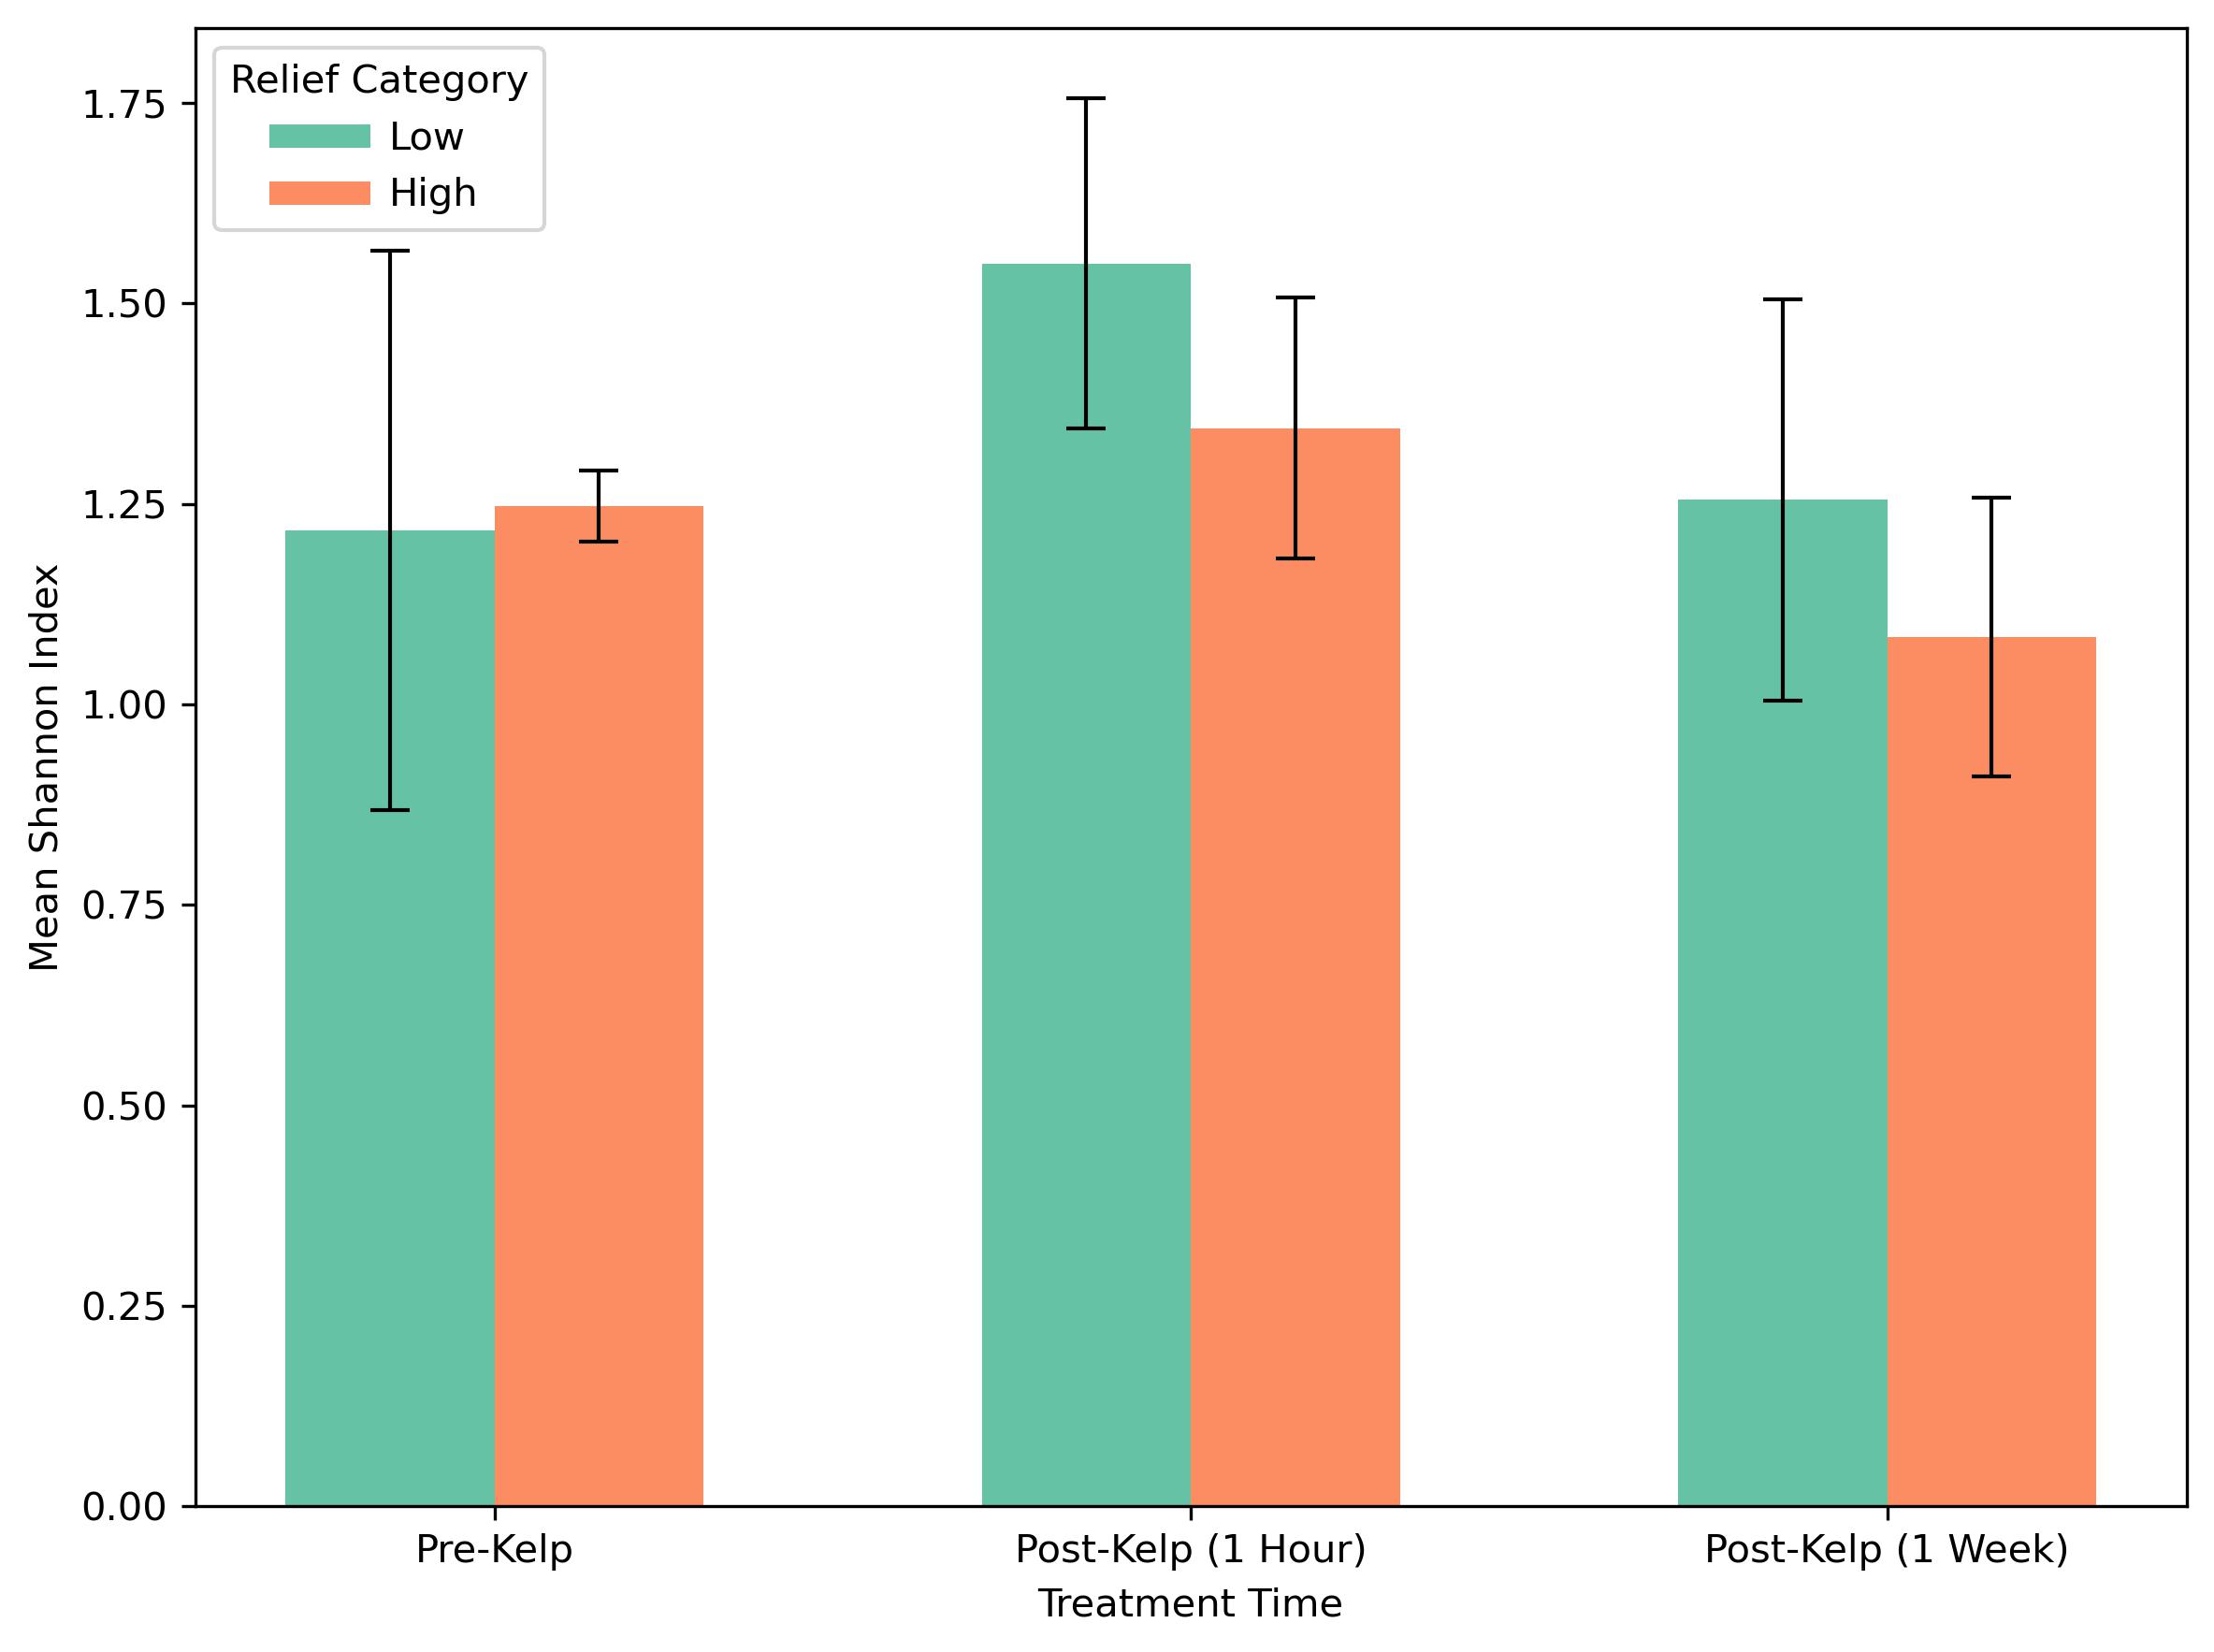 Relief Category
Low
High
Mean Shannon Index
1.75
1.50
1.25
1.00
0.75
0.50
0.25
0.00
Pre-Kelp
Post-Kelp (1 Hour)
Post-Kelp (1 Week)
Treatment Time